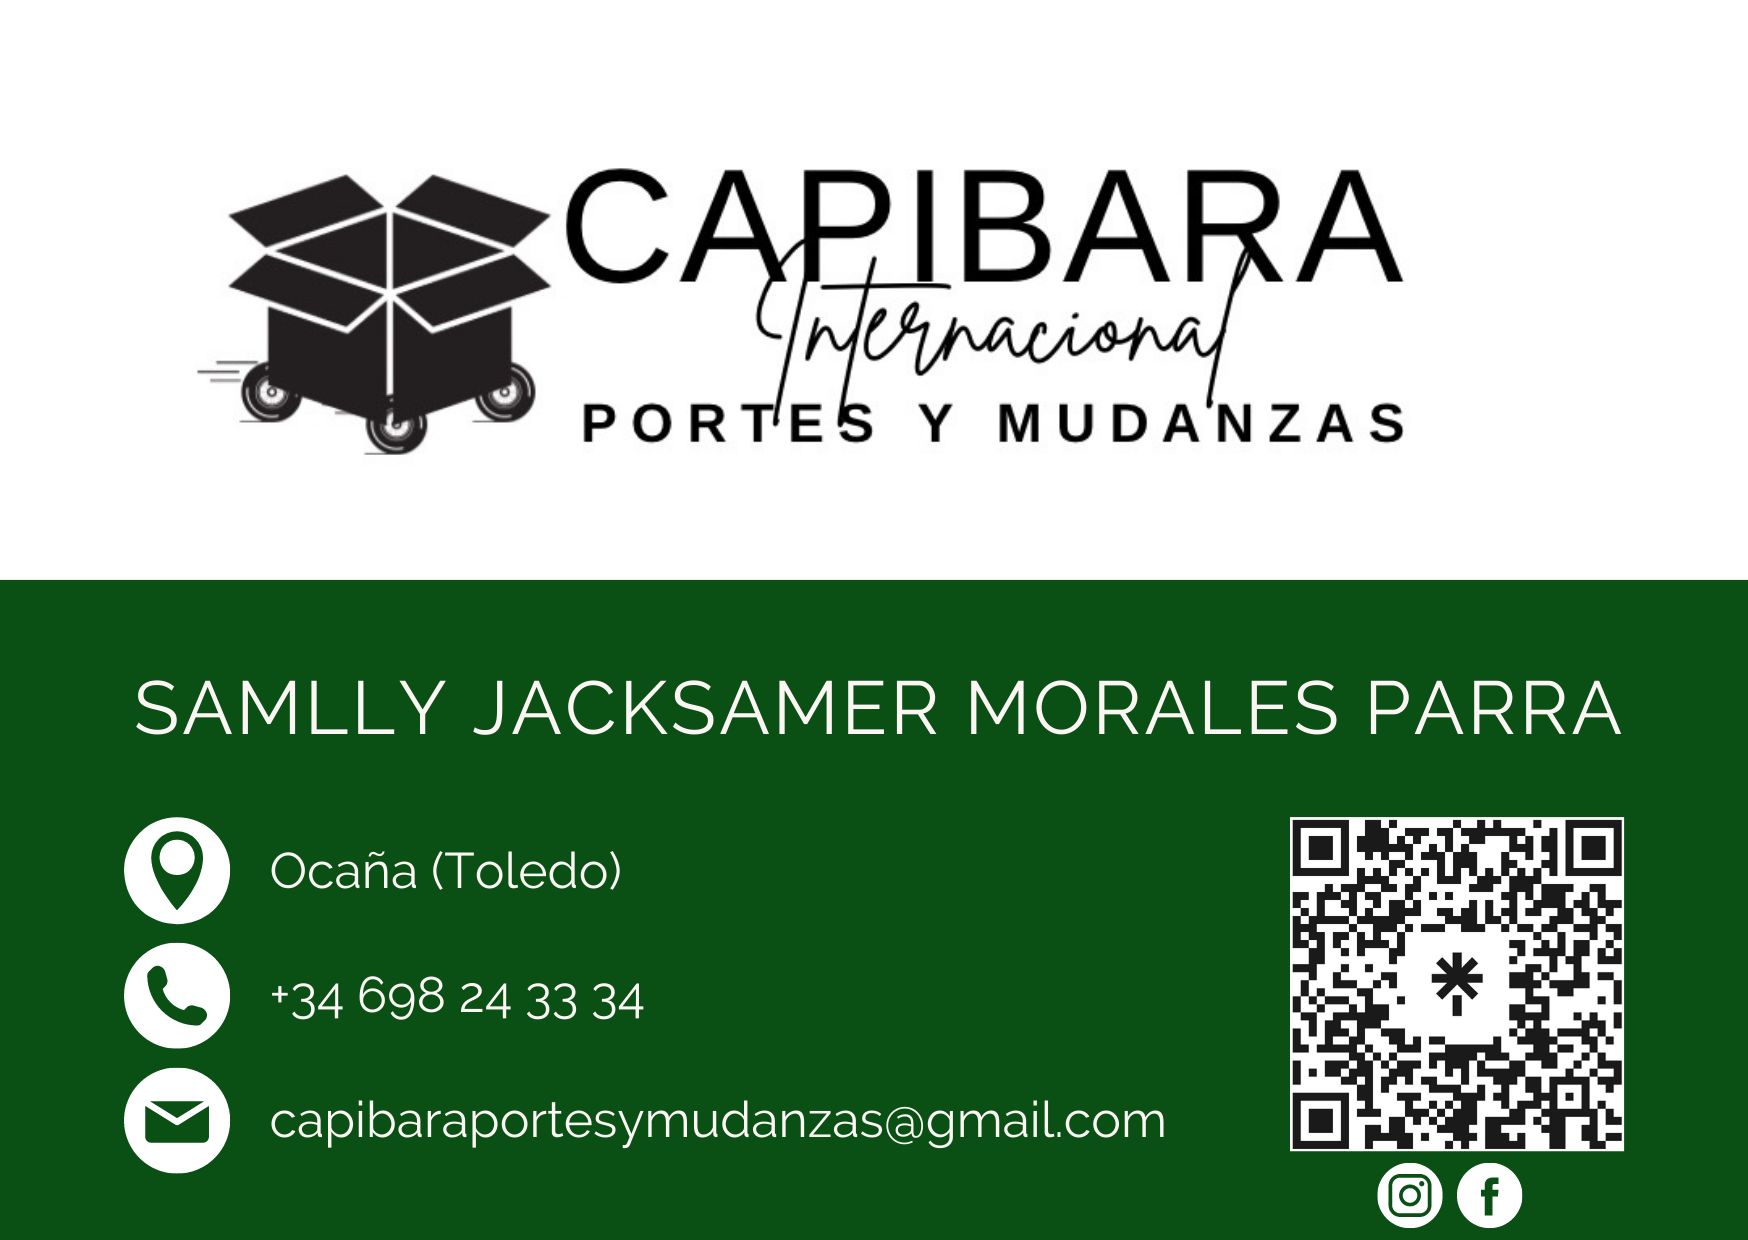 CAPIBARA
Internacional
PORTES Y MUDANZAS
SAMLLY JACKSAMER MORALES PARRA
Ocaña (Toledo)
+34 698 24 33 34
capibaraportesymudanzas@gmail.com